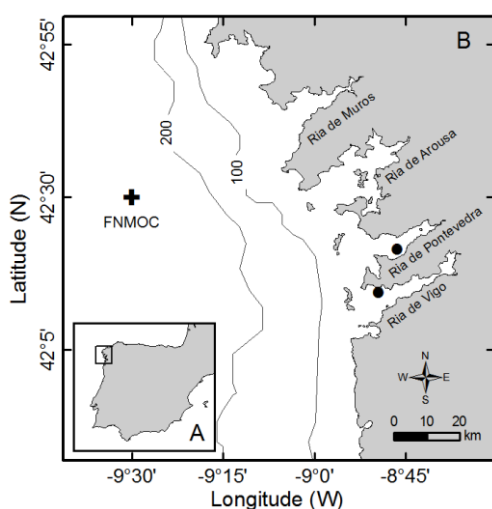 B
42°55'
42°30'
42°5'
Latitude (N)
200
100
FNMOC
Ria de Muros
Ria de Arousa
Ria de Pontevedra
Ria de Vigo
A
N
W E
S
0 10 20
km
-9°30' -9°15' -9°0' -8°45'
Longitude (W)